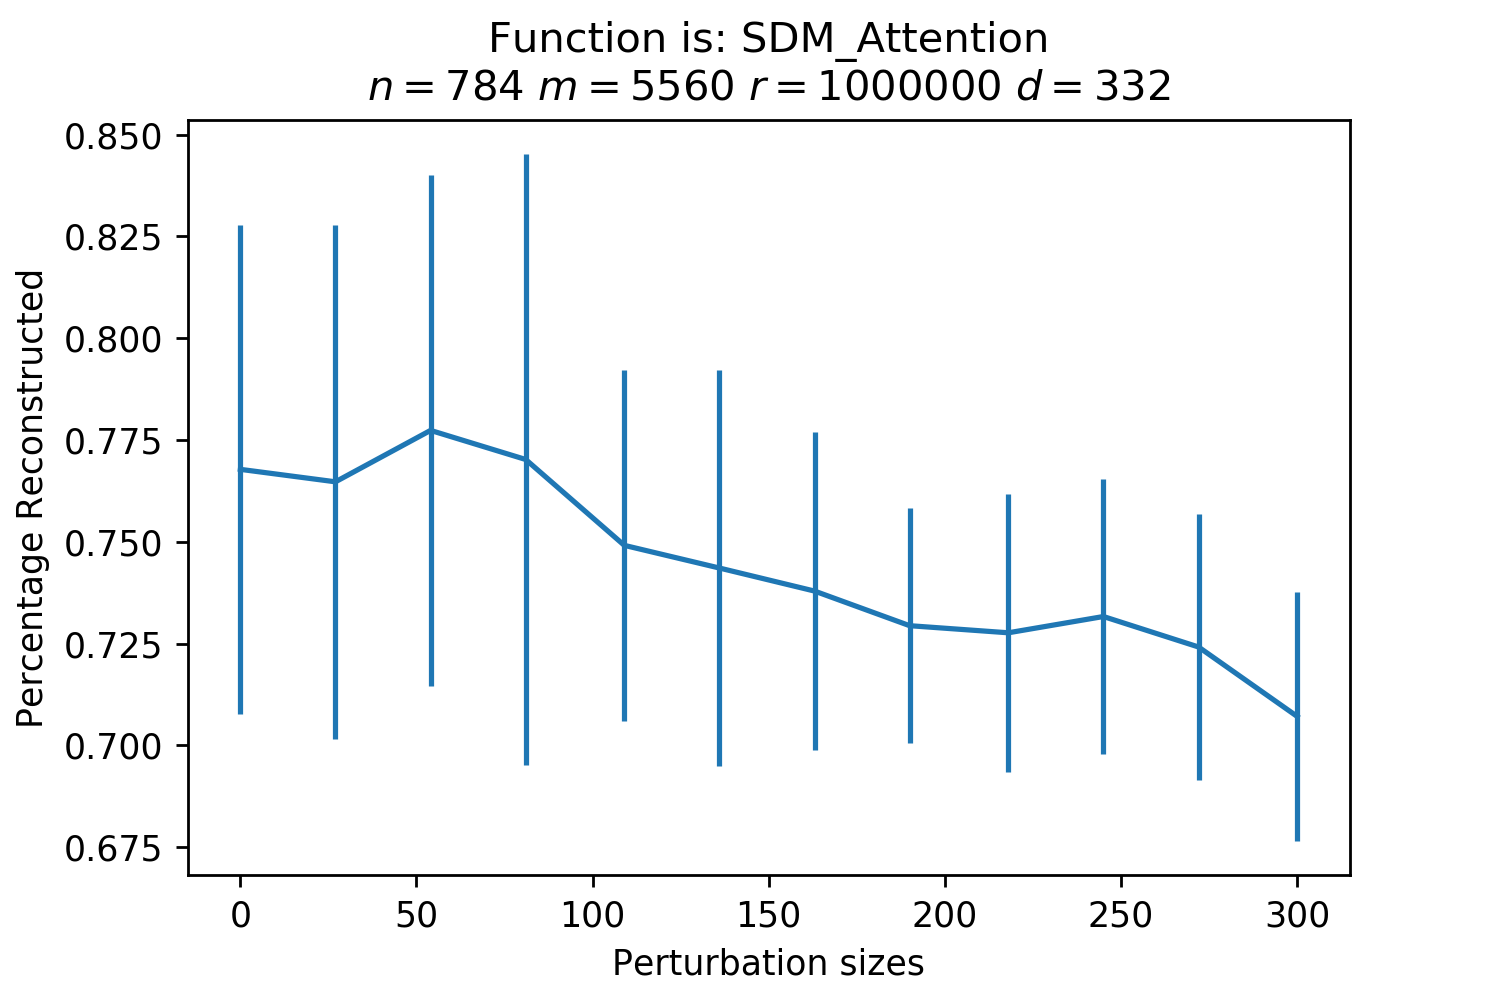 Function is: SDM_Attention
n = 784 m = 5560 r = 1000000 d = 332
Percentage Reconstructed
0.850
0.825
0.800
0.775
0.750
0.725
0.700
0.675
0 50 100 150 200 250 300
Perturbation sizes